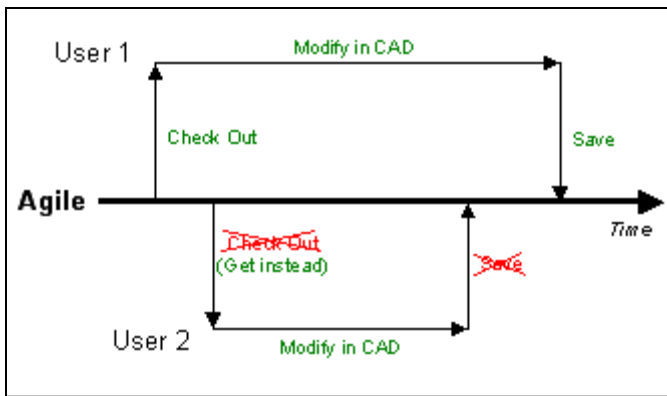 User 1
Modify in CAD
Check Out
Save
Agile
Time
Check Out
(Get instead)
Save
User 2
Modify in CAD